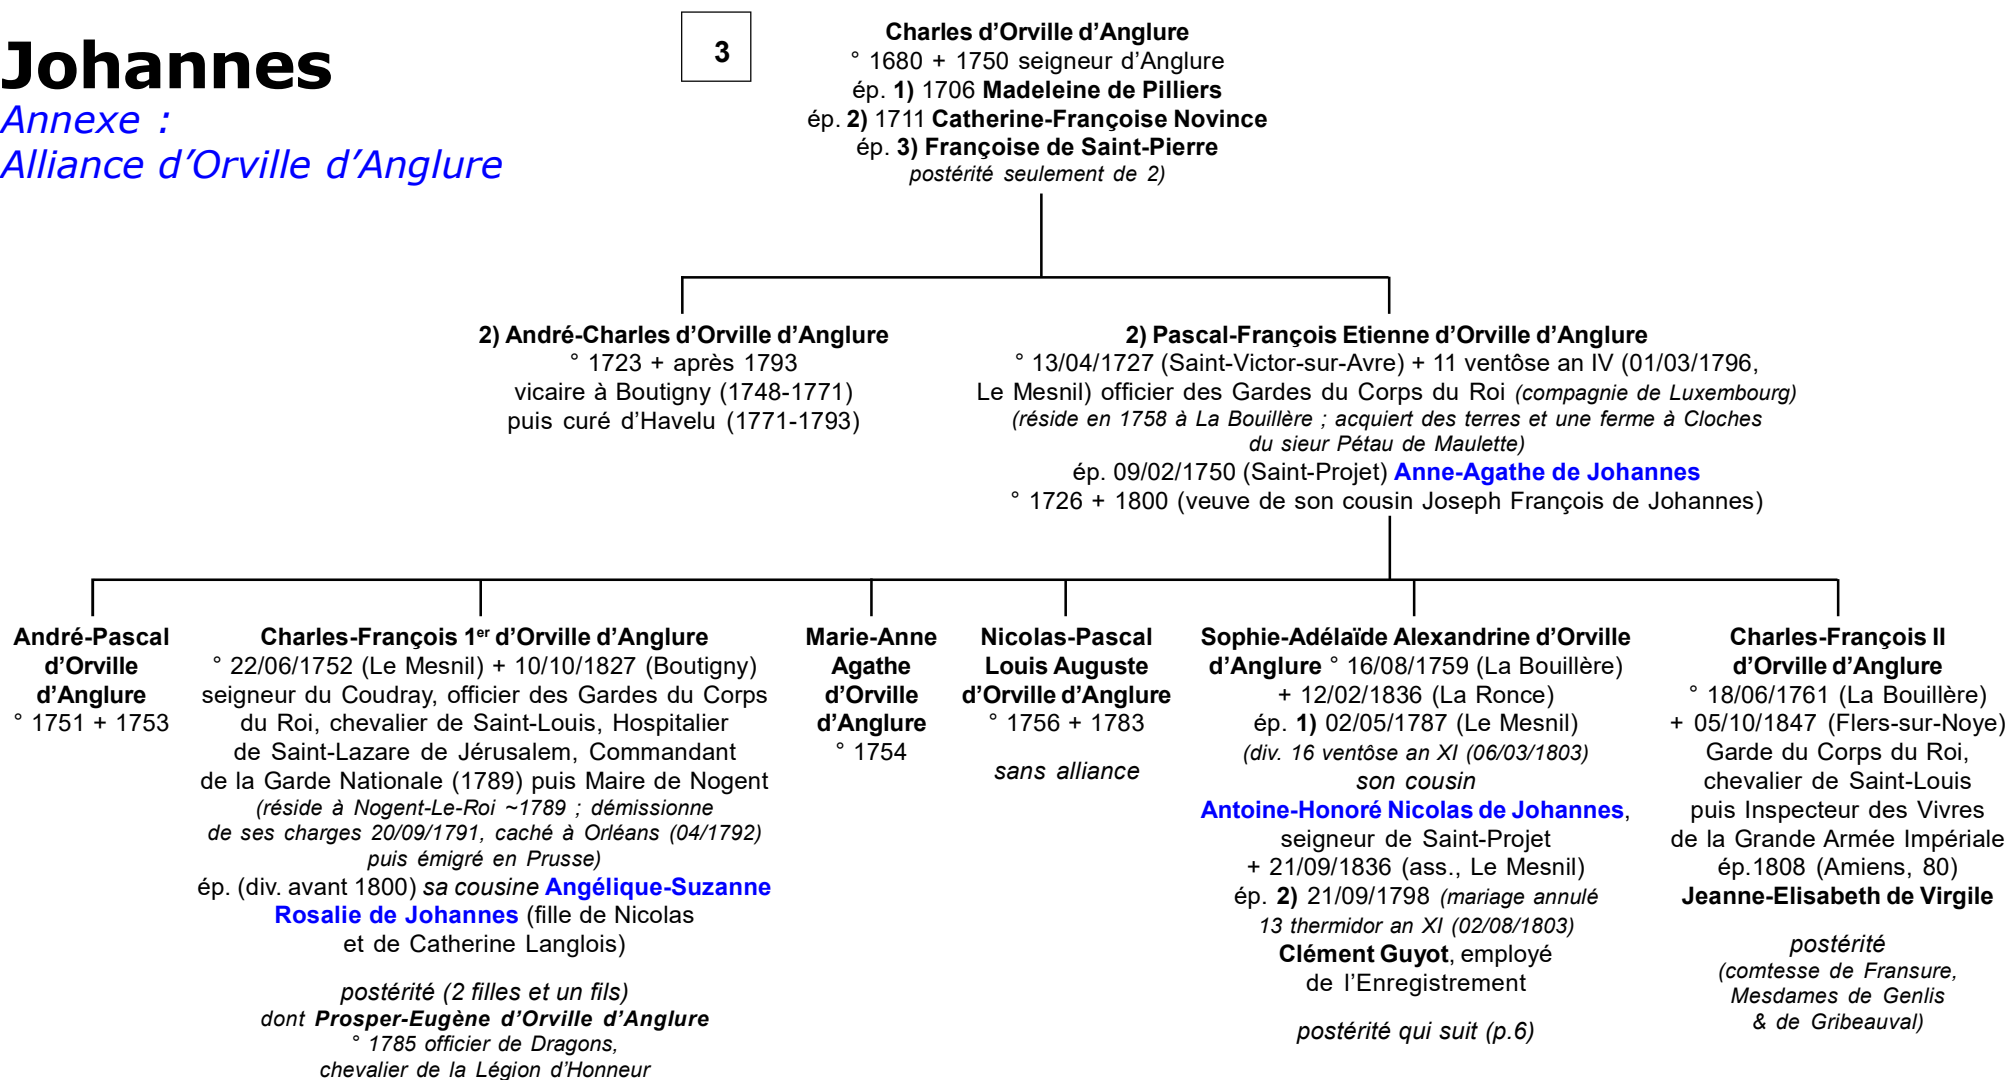 Johannes
Annexe :
Alliance d’Orville d’Anglure
3
Charles d’Orville d’Anglure
° 1680 + 1750 seigneur d’Anglure
ép. 1) 1706 Madeleine de Pilliers
ép. 2) 1711 Catherine-Françoise Novince
ép. 3) Françoise de Saint-Pierre
postérité seulement de 2)
2) André-Charles d’Orville d’Anglure
° 1723 + après 1793
vicaire à Boutigny (1748-1771)
puis curé d’Havelu (1771-1793)
2) Pascal-François Etienne d’Orville d’Anglure
° 13/04/1727 (Saint-Victor-sur-Avre) + 11 ventôse an IV (01/03/1796,
Le Mesnil) officier des Gardes du Corps du Roi (compagnie de Luxembourg)
(réside en 1758 à La Bouillère ; acquiert des terres et une ferme à Cloches
du sieur Pétau de Maulette)
ép. 09/02/1750 (Saint-Projet) Anne-Agathe de Johannes
° 1726 + 1800 (veuve de son cousin Joseph François de Johannes)
André-Pascal
d’Orville
d’Anglure
° 1751 + 1753
Charles-François 1er d’Orville d’Anglure
° 22/06/1752 (Le Mesnil) + 10/10/1827 (Boutigny)
seigneur du Coudray, officier des Gardes du Corps
du Roi, chevalier de Saint-Louis, Hospitalier
de Saint-Lazare de Jérusalem, Commandant
de la Garde Nationale (1789) puis Maire de Nogent
(réside à Nogent-Le-Roi ~1789 ; démissionne
de ses charges 20/09/1791, caché à Orléans (04/1792)
puis émigré en Prusse)
ép. (div. avant 1800) sa cousine Angélique-Suzanne
Rosalie de Johannes (fille de Nicolas
et de Catherine Langlois)
postérité (2 filles et un fils)
dont Prosper-Eugène d’Orville d’Anglure
° 1785 officier de Dragons,
chevalier de la Légion d’Honneur
Marie-Anne
Agathe
d’Orville
d’Anglure
° 1754
Nicolas-Pascal
Louis Auguste
d’Orville d’Anglure
° 1756 + 1783
sans alliance
Sophie-Adélaïde Alexandrine d’Orville
d’Anglure ° 16/08/1759 (La Bouillère)
+ 12/02/1836 (La Ronce)
ép. 1) 02/05/1787 (Le Mesnil)
(div. 16 ventôse an XI (06/03/1803)
son cousin
Antoine-Honoré Nicolas de Johannes,
seigneur de Saint-Projet
+ 21/09/1836 (ass., Le Mesnil)
ép. 2) 21/09/1798 (mariage annulé
13 thermidor an XI (02/08/1803)
Clément Guyot, employé
de l’Enregistrement
postérité qui suit (p.6)
Charles-François II
d’Orville d’Anglure
° 18/06/1761 (La Bouillère)
+ 05/10/1847 (Flers-sur-Noye)
Garde du Corps du Roi,
chevalier de Saint-Louis
puis Inspecteur des Vivres
de la Grande Armée Impériale
ép.1808 (Amiens, 80)
Jeanne-Elisabeth de Virgile
postérité
(comtesse de Fransure,
Mesdames de Genlis
& de Gribeauval)